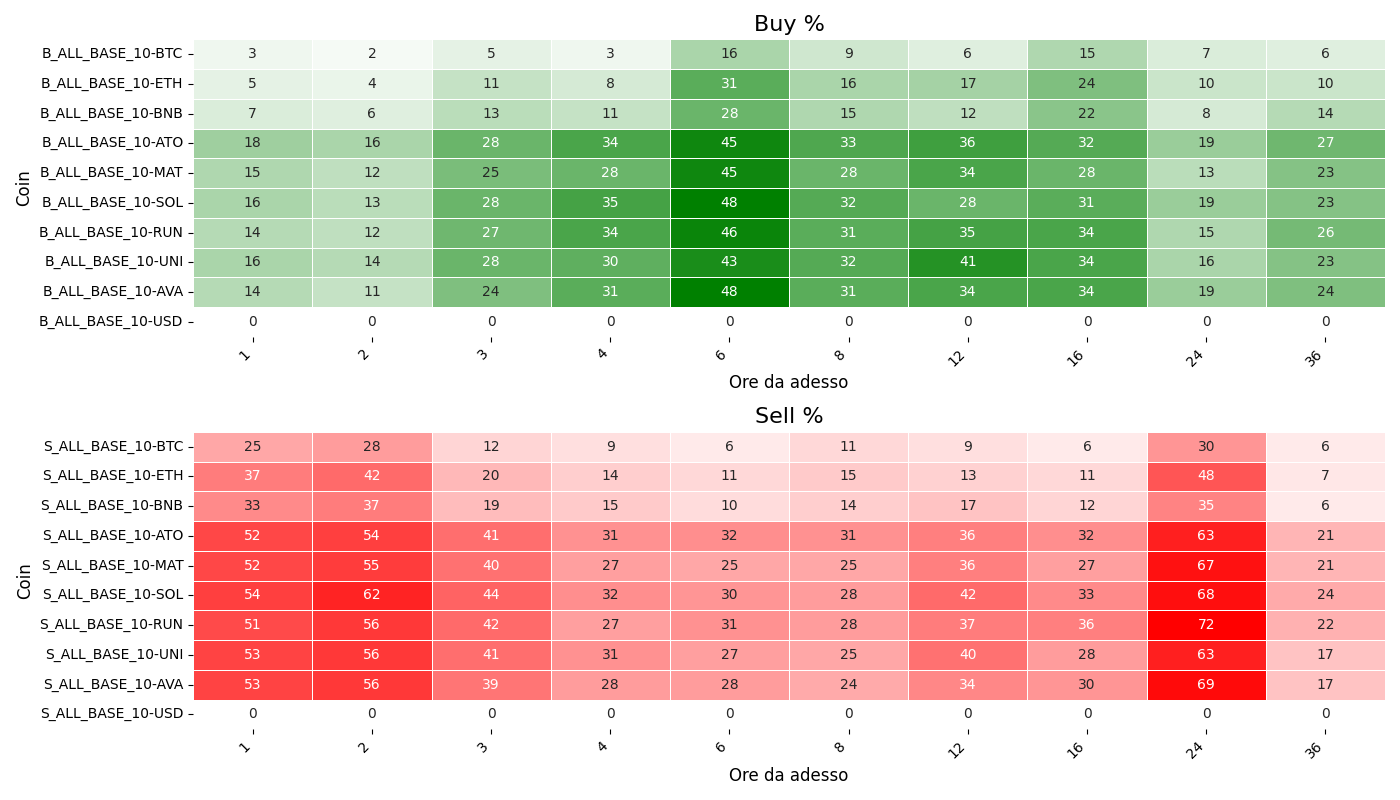 Buy %
Coin
B_ALL_BASE_10-BTC 3 2 5 3 16 9 6 15 7 6
B_ALL_BASE_10-ETH 5 4 11 8 31 16 17 24 10 10
B_ALL_BASE_10-BNB 7 6 13 11 28 15 12 22 8 14
B_ALL_BASE_10-ATO 18 16 28 34 45 33 36 32 19 27
B_ALL_BASE_10-MAT 15 12 25 28 45 28 34 28 13 23
B_ALL_BASE_10-SOL 16 13 28 35 48 32 28 31 19 23
B_ALL_BASE_10-RUN 14 12 27 34 46 31 35 34 15 26
B_ALL_BASE_10-UNI 16 14 28 30 43 32 41 34 16 23
B_ALL_BASE_10-AVA 14 11 24 31 48 31 34 34 19 24
B_ALL_BASE_10-USD 0 0 0 0 0 0 0 0 0 0
1 2 3 4 6 8 12 16 24 36
Ore da adesso
Sell %
Coin
S_ALL_BASE_10-BTC 25 28 12 9 6 11 9 6 30 6
S_ALL_BASE_10-ETH 37 42 20 14 11 15 13 11 48 7
S_ALL_BASE_10-BNB 33 37 19 15 10 14 17 12 35 6
S_ALL_BASE_10-ATO 52 54 41 31 32 31 36 32 63 21
S_ALL_BASE_10-MAT 52 55 40 27 25 25 36 27 67 21
S_ALL_BASE_10-SOL 54 62 44 32 30 28 42 33 68 24
S_ALL_BASE_10-RUN 51 56 42 27 31 28 37 36 72 22
S_ALL_BASE_10-UNI 53 56 41 31 27 25 40 28 63 17
S_ALL_BASE_10-AVA 53 56 39 28 28 24 34 30 69 17
S_ALL_BASE_10-USD 0 0 0 0 0 0 0 0 0 0
1 2 3 4 6 8 12 16 24 36
Ore da adesso